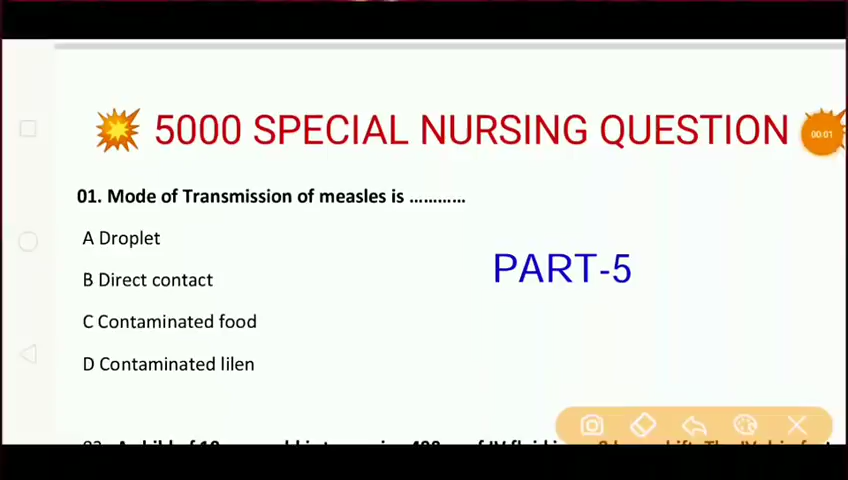 5000 SPECIAL NURSING QUESTION
00:01
01. Mode of Transmission of measles is …………
A Droplet
PART-5
B Direct contact
C Contaminated food
D Contaminated lilen